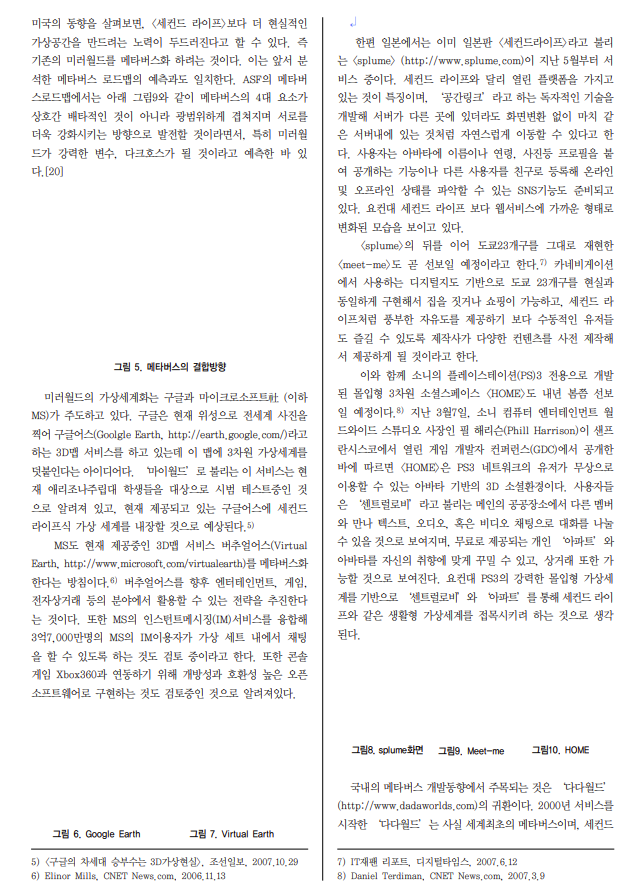 미국의 동향을 살펴보면, 〈세컨드 라이프〉보다 더 현실적인
가상공간을 만드려는 노력이 두드러진다고 할 수 있다. 즉
기존의 미러월드를 메타버스화 하려는 것이다. 이는 앞서 분
석한 메타버스 로드맵의 예측과도 일치한다. ASF의 메타버
스로드맵에서는 아래 그림9와 같이 메타버스의 4대 요소가
상호간 배타적인 것이 아니라 광범위하게 겹쳐지며 서로를
더욱 강화시키는 방향으로 발전할 것이라면서, 특히 미러월
드가 강력한 변수, 다크호스가 될 것이라고 예측한 바 있
다.[20]
그림 5. 메타버스의 결합방향
미러월드의 가상세계화는 구글과 마이크로소프트社 (이하
MS)가 주도하고 있다. 구글은 현재 위성으로 전세계 사진을
찍어 구글어스(Goolgle Earth, http://earth.google.com/)라고
하는 3D맵 서비스를 하고 있는데 이 맵에 3차원 가상세계를
덧붙인다는 아이디어다. ‘마이월드’로 불리는 이 서비스는 현
재 애리조나주립대 학생들을 대상으로 시범 테스트중인 것
으로 알려져 있고, 현재 제공되고 있는 구글어스에 세컨드
라이프식 가상 세계를 내장할 것으로 예상된다.5)
MS도 현재 제공중인 3D맵 서비스 버추얼어스(Virtual
Earth, http://www.microsoft.com/virtualearth)를 메타버스화
한다는 방침이다.6) 버추얼어스를 향후 엔터테인먼트, 게임,
전자상거래 등의 분야에서 활용할 수 있는 전략을 추진한다
는 것이다. 또한 MS의 인스턴트메시징(IM)서비스를 융합해
3억7,000만명의 MS의 IM이용자가 가상 세트 내에서 채팅
을 할 수 있도록 하는 것도 검토 중이라고 한다. 또한 콘솔
게임 Xbox360과 연동하기 위해 개방성과 호환성 높은 오픈
소프트웨어로 구현하는 것도 검토중인 것으로 알려져있다.
그림 6. Google Earth 그림 7. Virtual Earth
5) 〈구글의 차세대 승부수는 3D가상현실〉, 조선일보, 2007.10.29
6) Elinor Mills, CNET News.com, 2006.11.13
한편 일본에서는 이미 일본판 〈세컨드라이프〉라고 불리
는 〈splume〉 (http://www.splume.com)이 지난 5월부터 서
비스 중이다. 세컨드 라이프와 달리 열린 플랫폼을 가지고
있는 것이 특징이며, ‘공간링크’라고 하는 독자적인 기술을
개발해 서버가 다른 곳에 있더라도 화면변환 없이 마치 같
은 서버내에 있는 것처럼 자연스럽게 이동할 수 있다고 한
다. 사용자는 아바타에 이름이나 연령, 사진등 프로필을 붙
여 공개하는 기능이나 다른 사용자를 친구로 등록해 온라인
및 오프라인 상태를 파악할 수 있는 SNS기능도 준비되고
있다. 요컨대 세컨드 라이프 보다 웹서비스에 가까운 형태로
변화된 모습을 보이고 있다.
〈splume〉의 뒤를 이어 도쿄23개구를 그대로 재현한
〈meet-me〉도 곧 선보일 예정이라고 한다.7) 카네비게이션
에서 사용하는 디지털지도 기반으로 도쿄 23개구를 현실과
동일하게 구현해서 집을 짓거나 쇼핑이 가능하고, 세컨드 라
이프처럼 풍부한 자유도를 제공하기 보다 수동적인 유저들
도 즐길 수 있도록 제작사가 다양한 컨텐츠를 사전 제작해
서 제공하게 될 것이라고 한다.
이와 함께 소니의 플레이스테이션(PS)3 전용으로 개발
된 몰입형 3차원 소셜스페이스 〈HOME〉도 내년 봄쯤 선보
일 예정이다.8) 지난 3월7일, 소니 컴퓨터 엔터테인먼트 월
드와이드 스튜디오 사장인 필 해리슨(Phill Harrison)이 샌프
란시스코에서 열린 게임 개발자 컨퍼런스(GDC)에서 공개한
바에 따르면 〈HOME〉은 PS3 네트워크의 유저가 무상으로
이용할 수 있는 아바타 기반의 3D 소셜환경이다. 사용자들
은 ‘센트럴로비’라고 불리는 메인의 공공장소에서 다른 멤버
와 만나 텍스트, 오디오, 혹은 비디오 채팅으로 대화를 나눌
수 있을 것으로 보여지며, 무료로 제공되는 개인 ‘아파트’와
아바타를 자신의 취향에 맞게 꾸밀 수 있고, 상거래 또한 가
능할 것으로 보여진다. 요컨대 PS3의 강력한 몰입형 가상세
계를 기반으로 ‘센트럴로비’와 ‘아파트’를 통해 세컨드 라이
프와 같은 생활형 가상세계를 접목시키려 하는 것으로 생각
된다.
그림8. splume화면 그림9. Meet-me 그림10. HOME
국내의 메타버스 개발동향에서 주목되는 것은 ‘다다월드’
(http://www.dadaworlds.com)의 귀환이다. 2000년 서비스를
시작한 ‘다다월드’는 사실 세계최초의 메타버스이며, 세컨드
7) IT재팬 리포트, 디지털타임스, 2007.6.12
8) Daniel Terdiman, CNET News.com, 2007.3.9